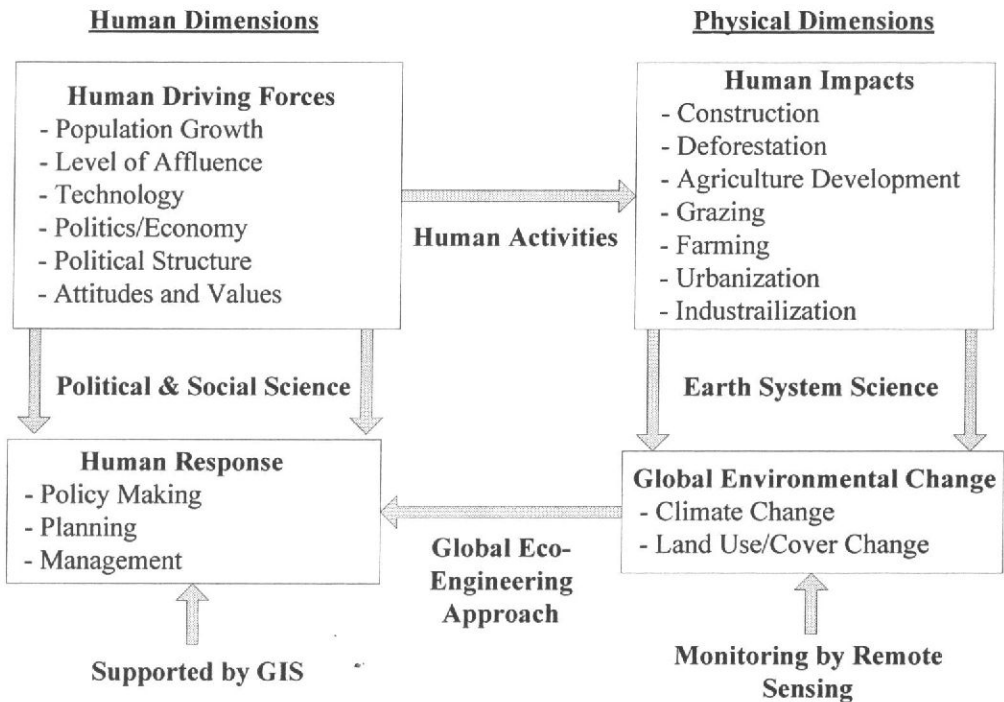 Human Dimensions
Physical Dimensions
Human Driving Forces
- Population Growth
- Level of Affluence
- Technology
- Politics/Economy
- Political Structure
- Attitudes and Values
Human Activities
Human Impacts
- Construction
- Deforestation
- Agriculture Development
- Grazing
- Farming
- Urbanization
- Industrailization
Political & Social Science
Earth System Science
Human Response
- Policy Making
- Planning
- Management
Global Eco-
Engineering
Approach
Global Environmental Change
- Climate Change
- Land Use/Cover Change
Supported by GIS
Monitoring by Remote
Sensing